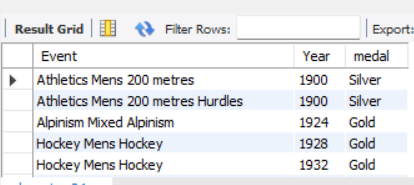 Result Grid Filter Rows: Export:
Event Year medal
Athletics Mens 200 metres 1900 Silver
Athletics Mens 200 metres Hurdles 1900 Silver
Alpinism Mixed Alpinism 1924 Gold
Hockey Mens Hockey 1928 Gold
Hockey Mens Hockey 1932 Gold